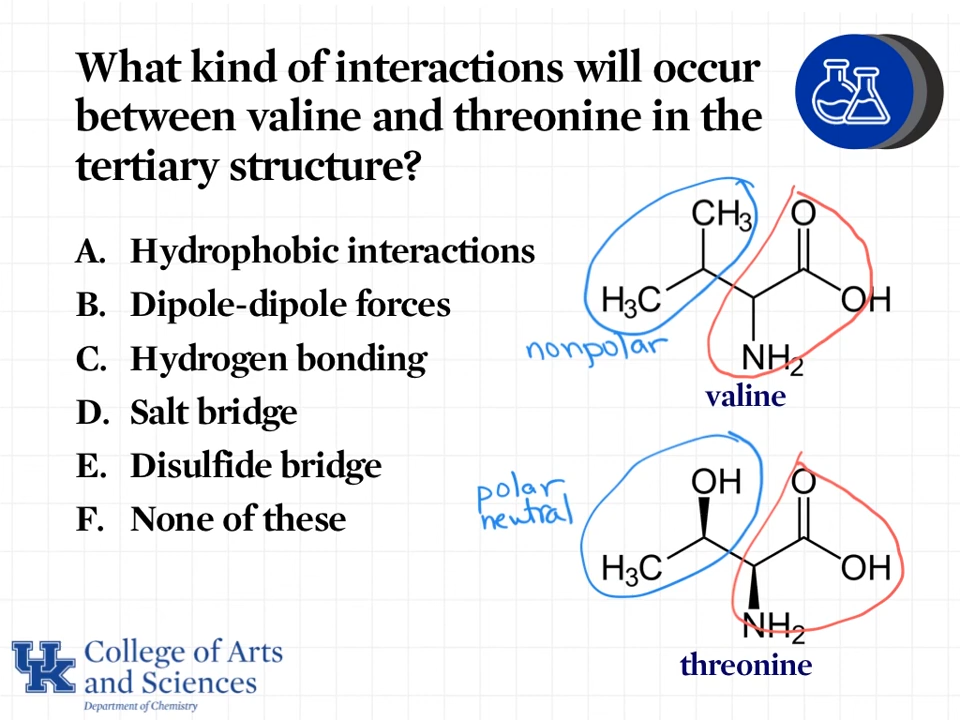 What kind of interactions will occur
between valine and threonine in the
tertiary structure?
A. Hydrophobic interactions
B. Dipole-dipole forces
C. Hydrogen bonding
D. Salt bridge
E. Disulfide bridge
F. None of these
CH₃
O
H₃C
OH
NH₂
nonpolar
valine
polar
neutral
OH
O
H₃C
OH
NH₂
threonine
UK
College of Arts
and Sciences
Department of Chemistry